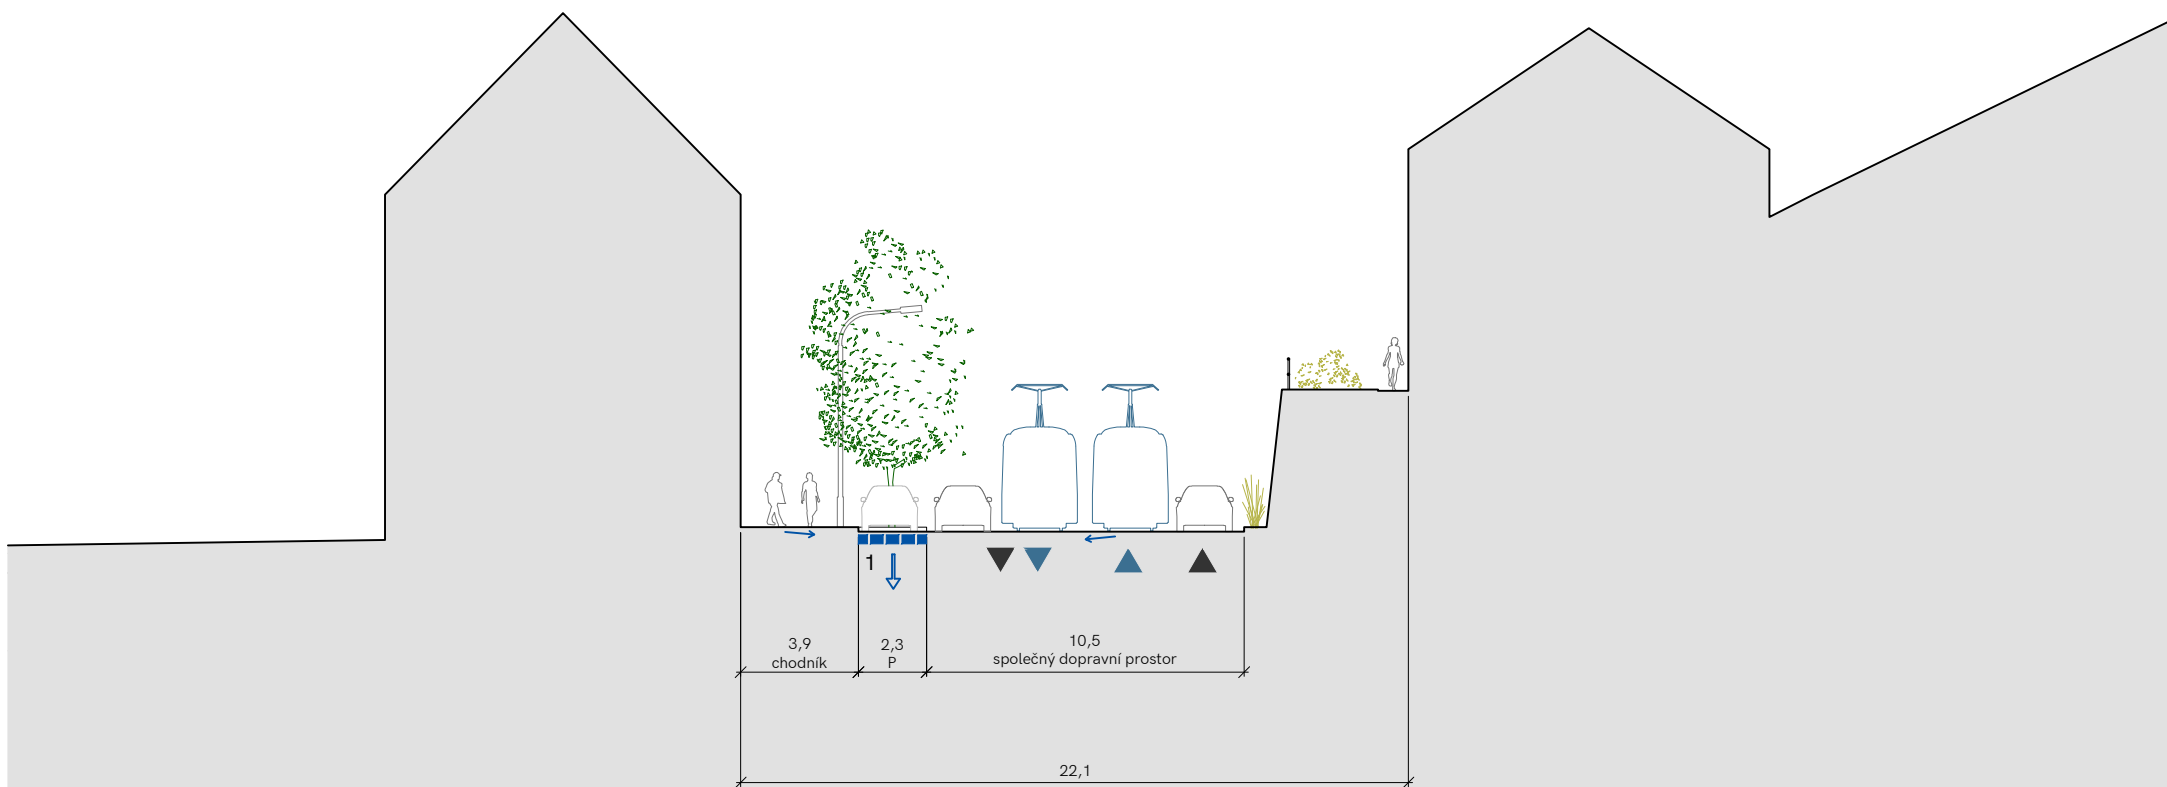 1
3,9
chodník
2,3
P
10,5
společný dopravní prostor
22,1